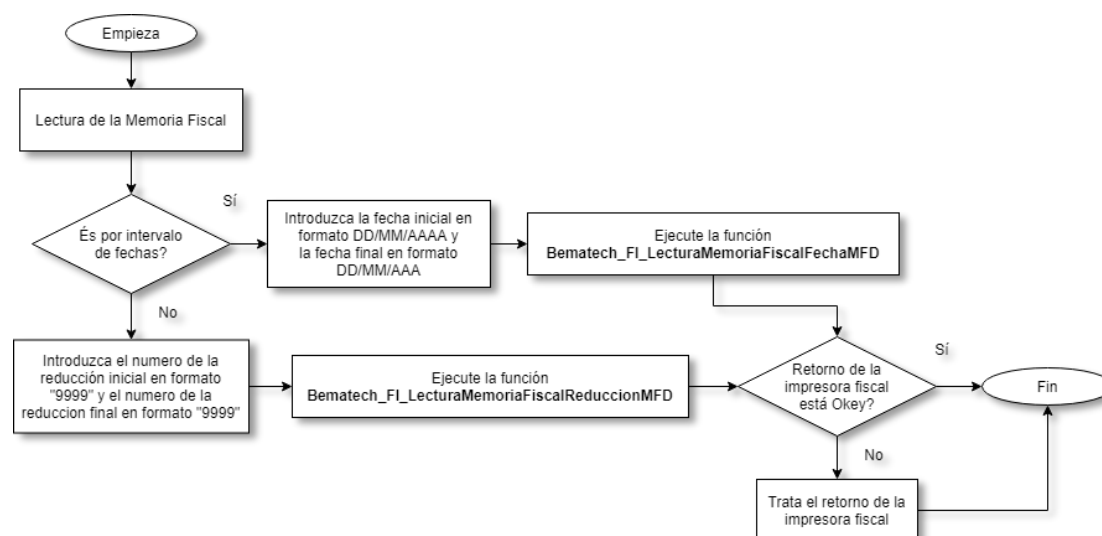 Empieza
Lectura de la Memoria Fiscal
És por intervalo
de fechas?
Sí
Introduzca la fecha inicial en
formato DD/MM/AAAA y
la fecha final en formato
DD/MM/AAA
Ejecute la función
Bematech_FI_LecturaMemoriaFiscalFechaMFD
No
Introduzca el numero de la
reducción inicial en formato
"9999" y el numero de la
reduccion final en formato "9999"
Ejecute la función
Bematech_FI_LecturaMemoriaFiscalReduccionMFD
Retorno de la
impresora fiscal
está Okey?
Sí
Fin
No
Trata el retorno de la
impresora fiscal